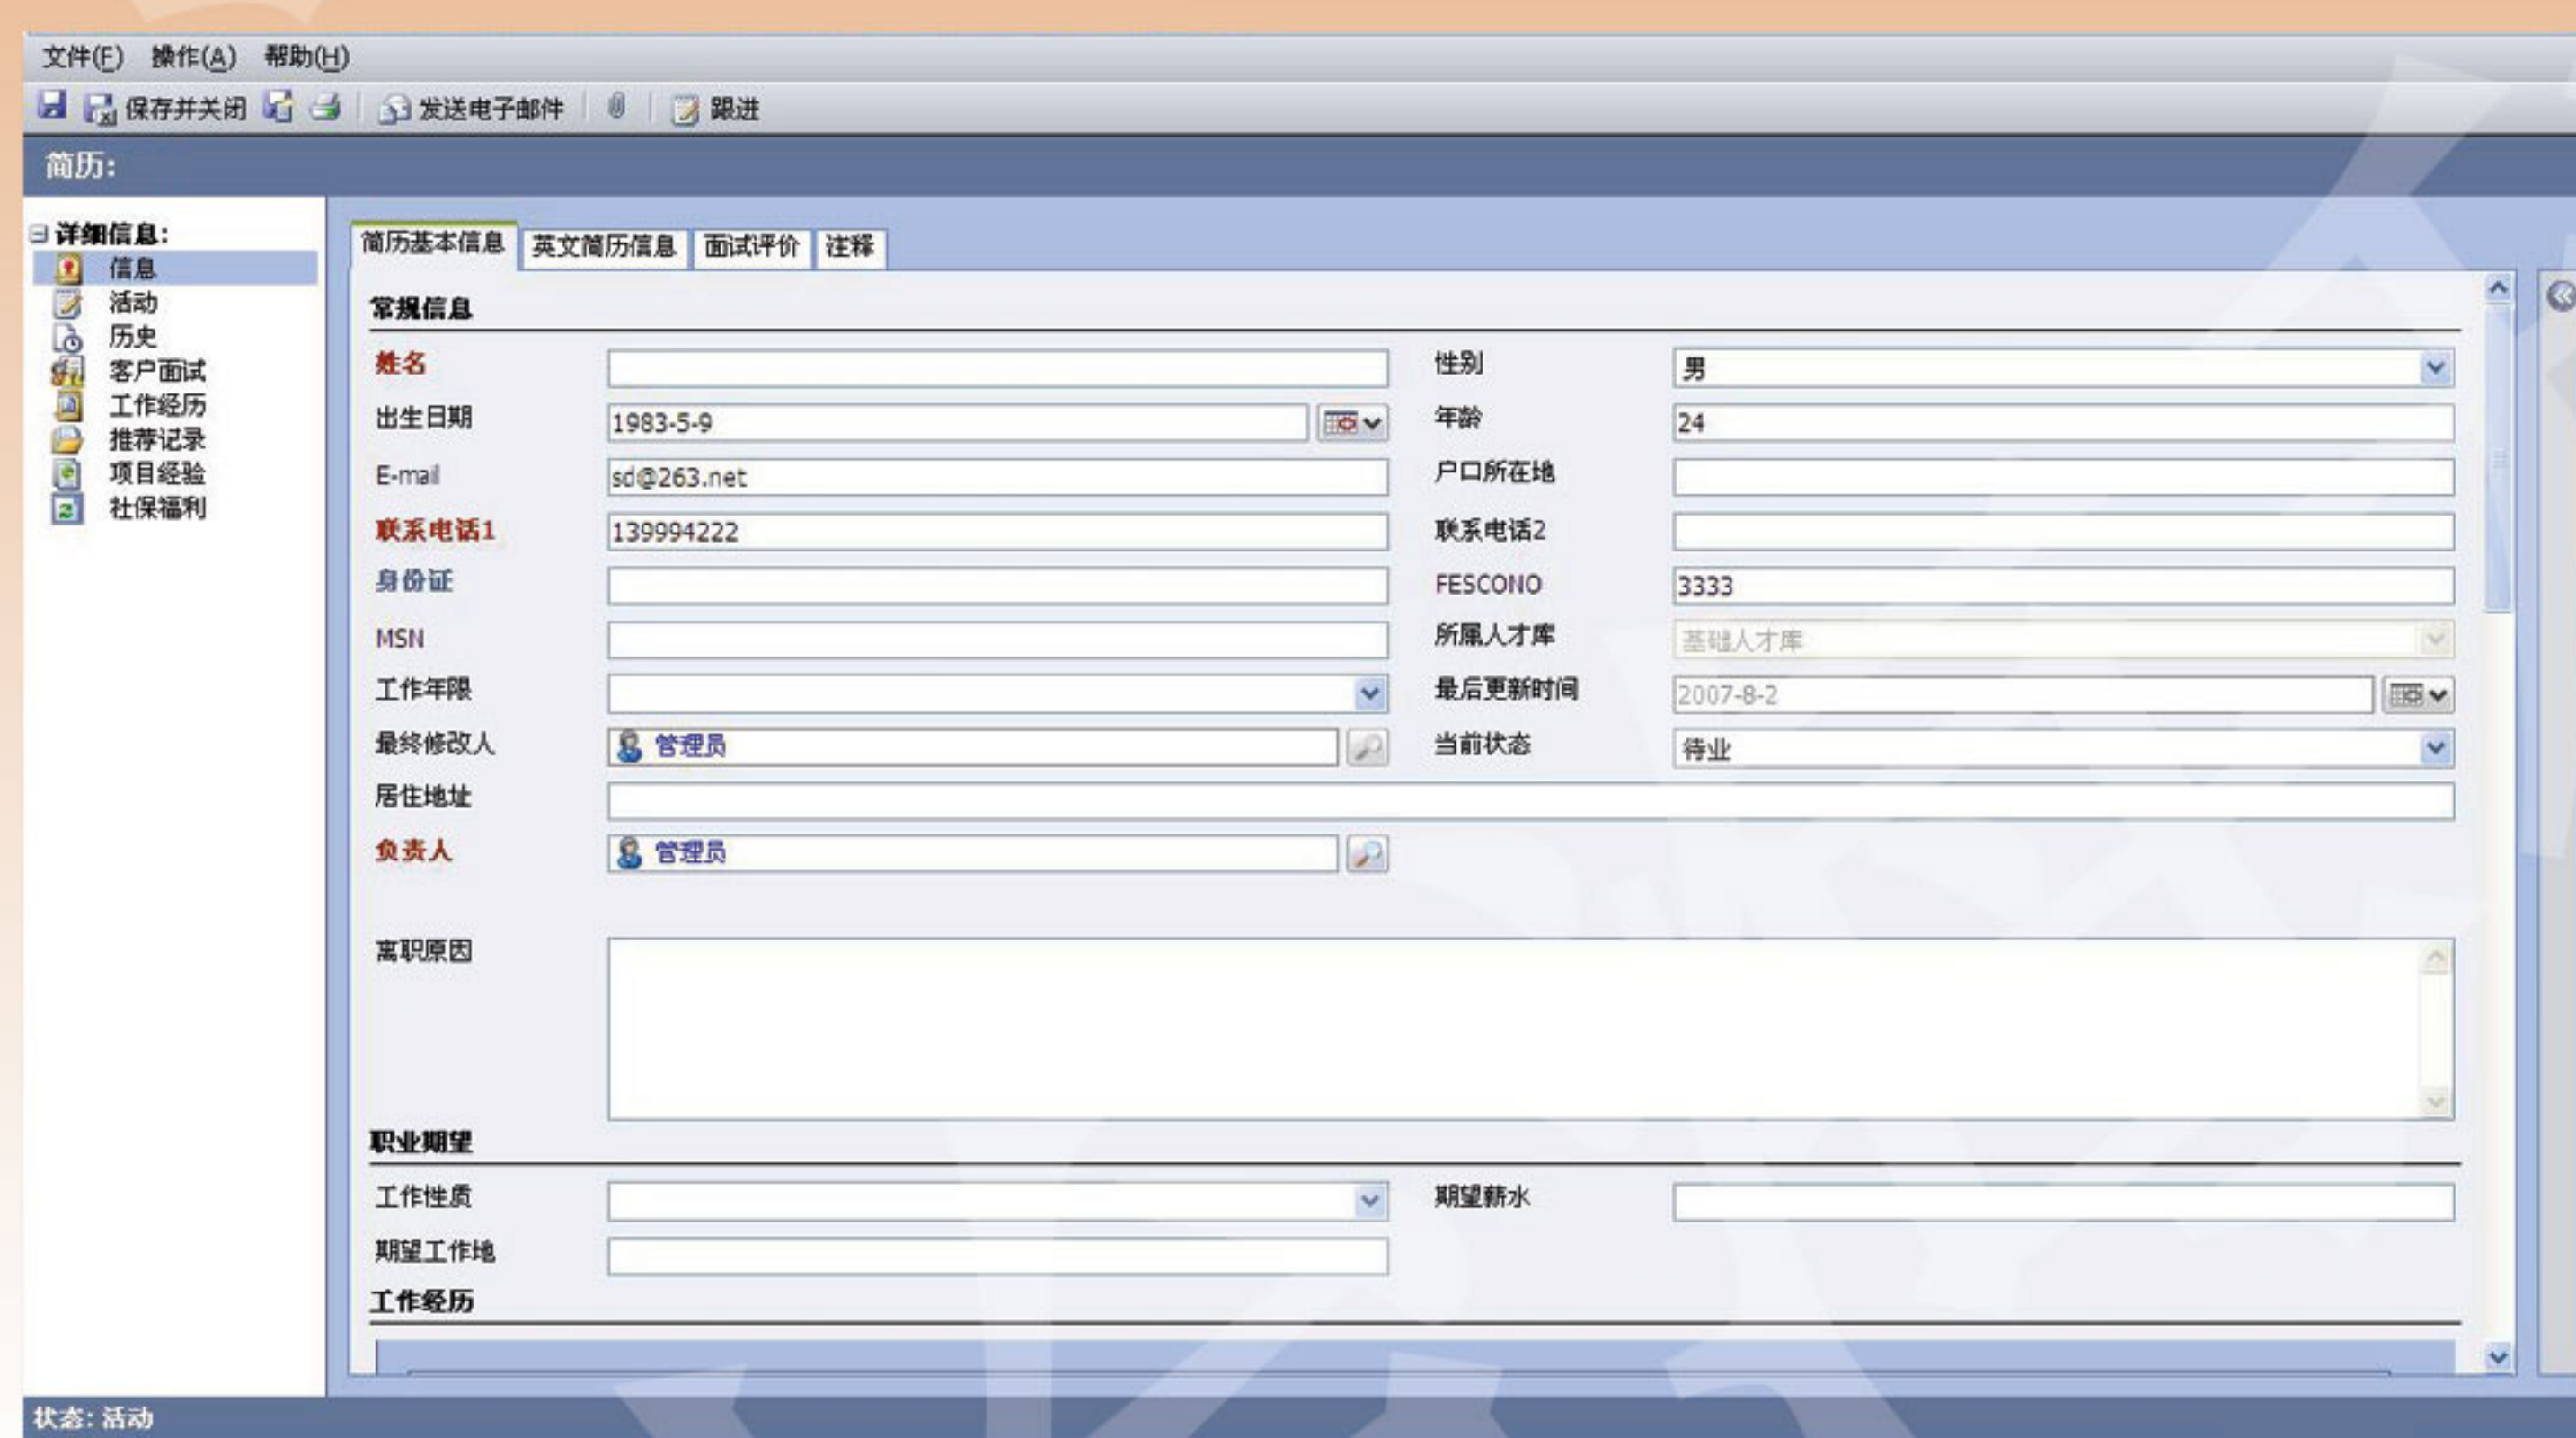 文件(F) 操作(A) 帮助(H)
保存并关闭 发送电子邮件 跟进
简历:
详细信息:
信息
活动
历史
客户面试
工作经历
推荐记录
项目经验
社保福利
简历基本信息 英文简历信息 面试评价 注释
常规信息
姓名 性别 男
出生日期 1983-5-9 年龄 24
E-mail sd@263.net 户口所在地
联系电话1 139994222 联系电话2
身份证 FESCONO 3333
MSN 所属人才库 基础人才库
工作年限 最后更新时间 2007-8-2
最终修改人 管理员 当前状态 待业
居住地址
负责人 管理员
离职原因
职业期望
工作性质 期望薪水
期望工作地
工作经历
状态: 活动